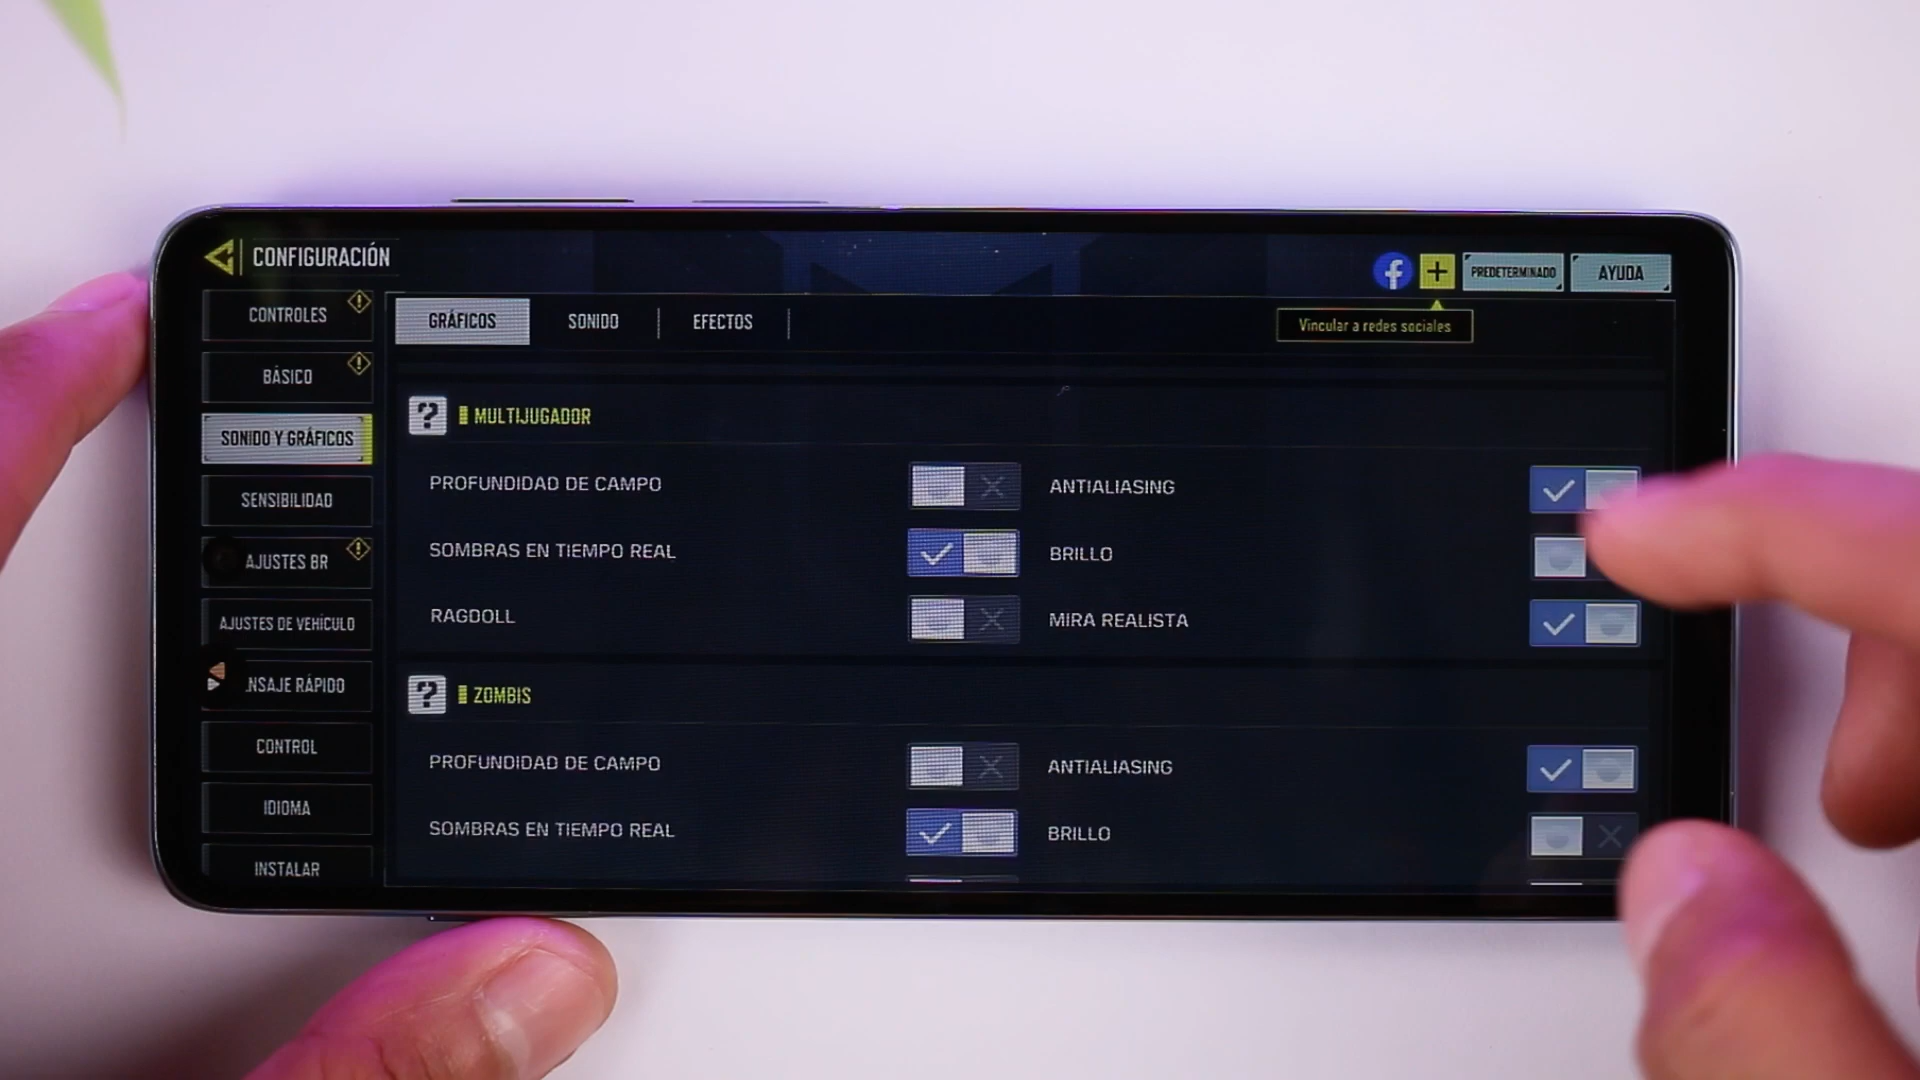 CONFIGURACIÓN
PREDETERMINADO
AYUDA
Vincular a redes sociales
CONTROLES
BÁSICO
SONIDO Y GRÁFICOS
SENSIBILIDAD
AJUSTES BR
AJUSTES DE VEHÍCULO
NSAJE RÁPIDO
CONTROL
IDIOMA
INSTALAR
GRÁFICOS
SONIDO
EFECTOS
MULTIJUGADOR
PROFUNDIDAD DE CAMPO
ANTIALIASING
SOMBRAS EN TIEMPO REAL
BRILLO
RAGDOLL
MIRA REALISTA
ZOMBIS
PROFUNDIDAD DE CAMPO
ANTIALIASING
SOMBRAS EN TIEMPO REAL
BRILLO